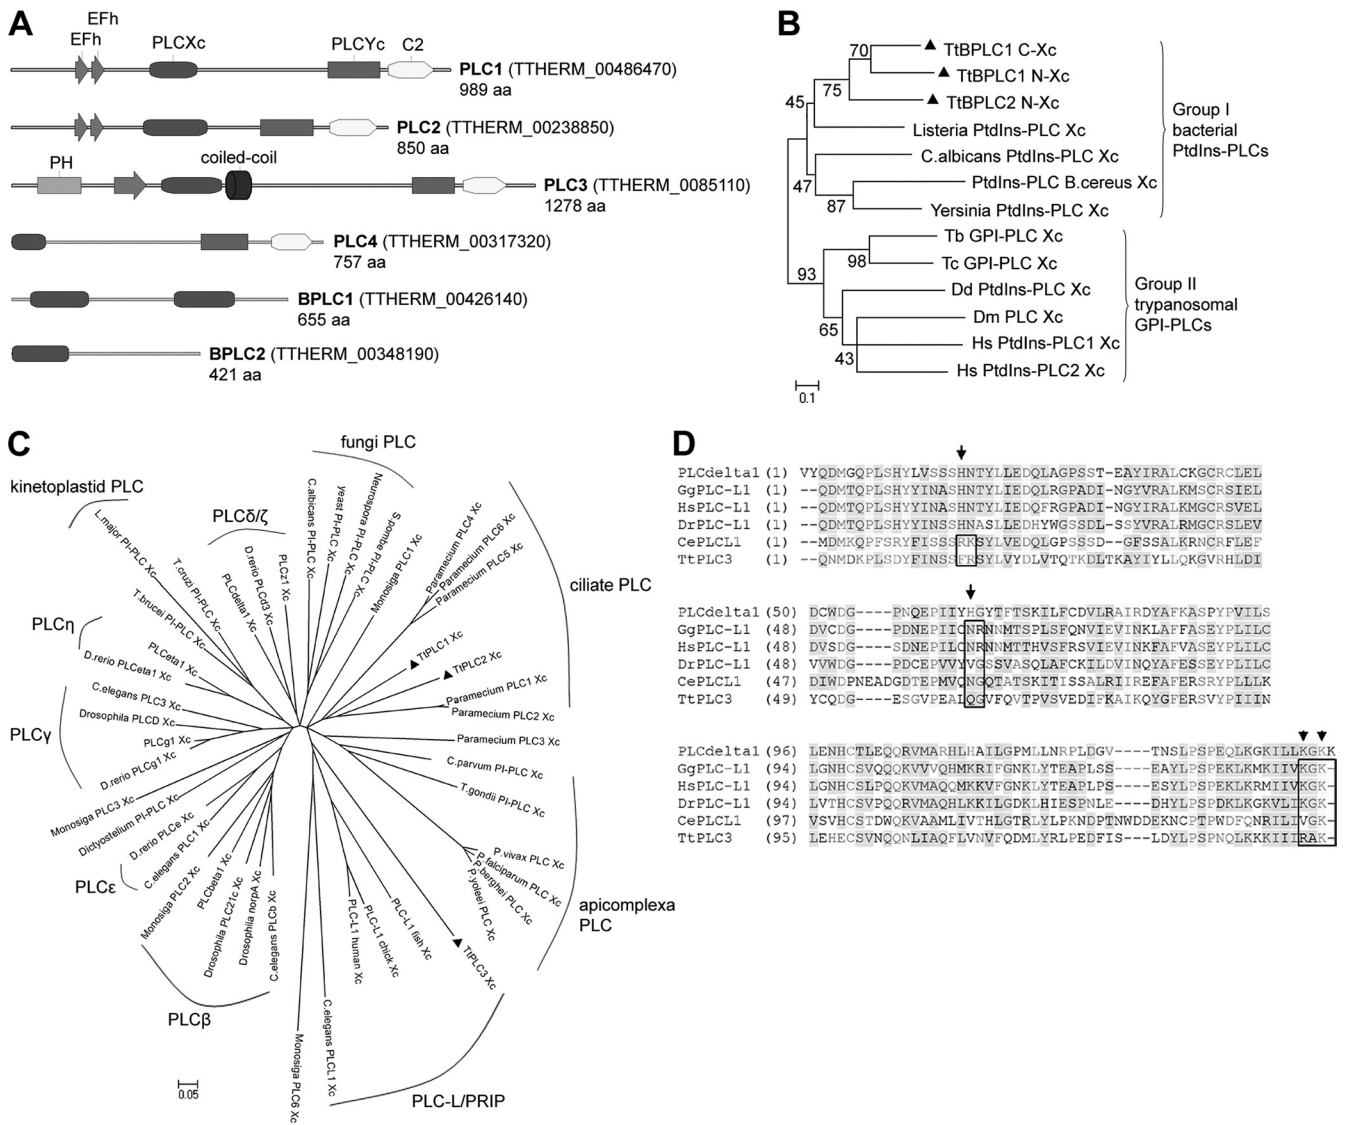 A
EFh
EFh
PLCXc
PLCYc
C2
PLC1 (TTHERM_00486470)
989 aa
PLC2 (TTHERM_00238850)
850 aa
PH
coiled-coil
PLC3 (TTHERM_0085110)
1278 aa
PLC4 (TTHERM_00317320)
757 aa
BPLC1 (TTHERM_00426140)
655 aa
BPLC2 (TTHERM_00348190)
421 aa
B
70
TtBPLC1 C-Xc
TtBPLC1 N-Xc
75
TtBPLC2 N-Xc
45
Listeria PtdIns-PLC Xc
C.albicans PtdIns-PLC Xc
47
PtdIns-PLC B.cereus Xc
87
Yersinia PtdIns-PLC Xc
Group I
bacterial
PtdIns-PLCs
Tb GPI-PLC Xc
98
Tc GPI-PLC Xc
93
Dd PtdIns-PLC Xc
65
Dm PLC Xc
Hs PtdIns-PLC1 Xc
43
Hs PtdIns-PLC2 Xc
Group II
trypanosomal
GPI-PLCs
0.1
C
fungi PLC
kinetoplastid PLC
PLCδ/ζ
ciliate PLC
PLCη
PLCγ
PLCε
PLCβ
apicomplexa
PLC
PLC-L/PRIP
L.major PI-PLC Xc
T.cruzi PI-PLC Xc
T.brucei PI-PLC Xc
PLCdelta1 Xc
D.rerio PLCd3 Xc
PLCz1 Xc
C.albicans PI-PLC Xc
yeast PI-PLC Xc
Neurospora PI-PLC Xc
S.pombe PI-PLC Xc
Monosiga PLC1 Xc
Paramecium PLC4 Xc
Paramecium PLC6 Xc
Paramecium PLC5 Xc
TtPLC1 Xc
TtPLC2 Xc
Paramecium PLC1 Xc
Paramecium PLC2 Xc
Paramecium PLC3 Xc
C.parvum PI-PLC Xc
T.gondii PI-PLC Xc
P.vivax PLC Xc
P.falciparum PLC Xc
P.berghei PLC Xc
P.yoleei PLC Xc
TtPLC3 Xc
PLC-L1 fish Xc
PLC-L1 chick Xc
PLC-L1 human Xc
C.elegans PLCL1 Xc
Monosiga PLC6 Xc
C.elegans PLCb Xc
Drosophila norpA Xc
Drosophila PLC21c Xc
PLCbeta1 Xc
Monosiga PLC2 Xc
C.elegans PLC1 Xc
D.rerio PLCe Xc
Dictyostelium PI-PLC Xc
Monosiga PLC3 Xc
D.rerio PLCg1 Xc
PLCg1 Xc
Drosophila PLCD Xc
C.elegans PLC3 Xc
D.rerio PLCeta1 Xc
PLCeta1 Xc
0.05
D
PLCdelta1 (1) VYQDMGQPLSHYLVSSSHNTYLLEDQLAGPSST-EAYIRALCKGCRCLEL
GgPLC-L1 (1) --QDMTQPLSHYYINASHNTYLIEDQLRGPADI-NGYVRALKMSCRSIEL
HsPLC-L1 (1) --QDMTQPLSHYYINASHNTYLIEDQFRGPADI-NGYIRALKMGCRSVEL
DrPLC-L1 (1) --QDMTQPLSHYYINSSHNASLLEDHYWGSSDL-SSYVRALRMGCRSLEV
CePLCL1 (1) --MDMKQPFSRYFISSSRKSYLVEDQLGPSSSD-GFSSALKLNCRFLEF
TtPLC3 (1) --QNMDKPLSDYFINSSFRSYLVYDLVTQTKDLTKAYIYLLQKGVRHLDI
PLCdelta1 (50) DCWDG----PNQEPIIYHGYTFTSKILFCDVLRAIRDYAFKASPYPVILS
GgPLC-L1 (48) DVCDG----PDNEPIICNRNNMTSPLSFQNVIEVINKLAFFASEYPLILC
HsPLC-L1 (48) DVSDG----PDNEPILCNRNNMTTHVSFRNVIEVINKFAFVASEYPLILC
DrPLC-L1 (48) VVWDG----PDCEPVVYVGSSVASQLAFCKILDVINQYAFESSEYPLILC
CePLCL1 (47) DIWDPNEADGDTEPMVQNGQTATSKITISSALRIIREFAFERSRYPLLLK
TtPLC3 (49) YCQDG----ESGVPEALQGVFQVTPVSVEDIFKAIKQYGFERSVYPIIIN
PLCdelta1 (96) LENHCTLEQQRVMARHLHAILGPMLLNRPLDGV----TNSLPSPEQLKGKILLKGKK
GgPLC-L1 (94) LGNHCSVQQQKVVVQHMKRIFGNKLYTEAPLSS----EAYLPSPEKLKMKIIVKGK-
HsPLC-L1 (94) LGNHCSVQQQKVMAQQMKKVFGNKLYTEAPLPS----ESYLPSPEKLKRMIIVKGK-
DrPLC-L1 (94) LVTHCSVPQQRVMAQHLKKILGDKLHIESPNLE----DHYLPSPDKLKGKVLIKGK-
CePLCL1 (97) VSVHCSTDWQKVAAMLIVTHLGTRLYLPKNDPTNWDDEKNCPTPWDFQNRILIVGK-
TtPLC3 (95) LEHECSVNQQNLIAQFLVNVFQDMLYRLPEDFIS----DLYLPSPNQLKKKIIIRAK-